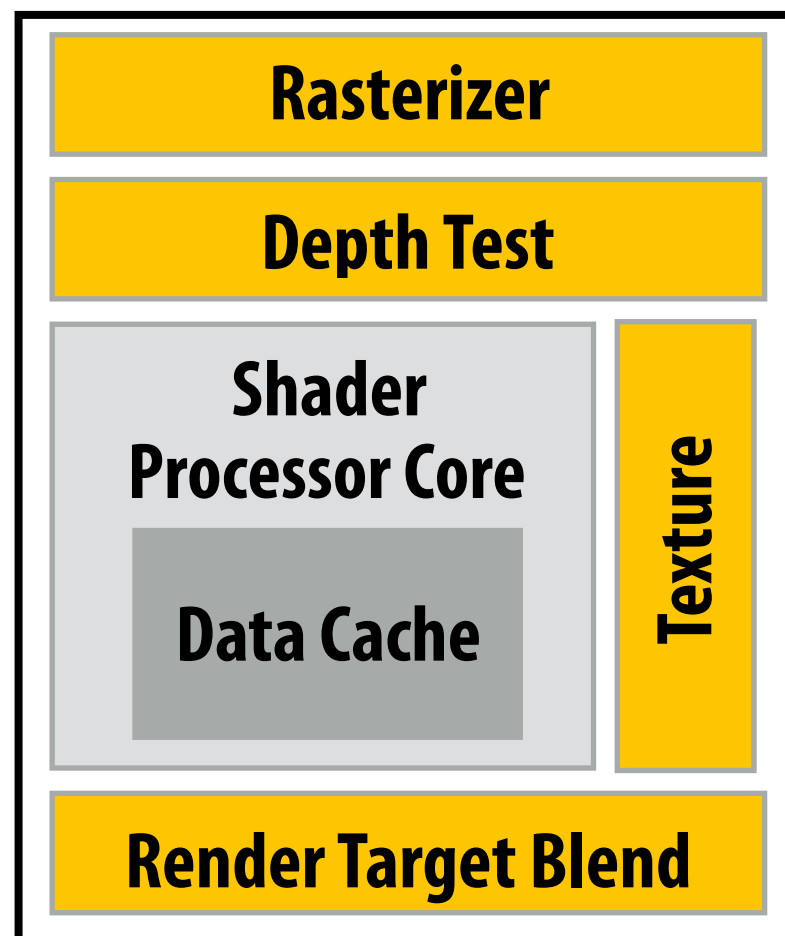 Rasterizer
Depth Test
Shader
Processor Core
Data Cache
Texture
Render Target Blend